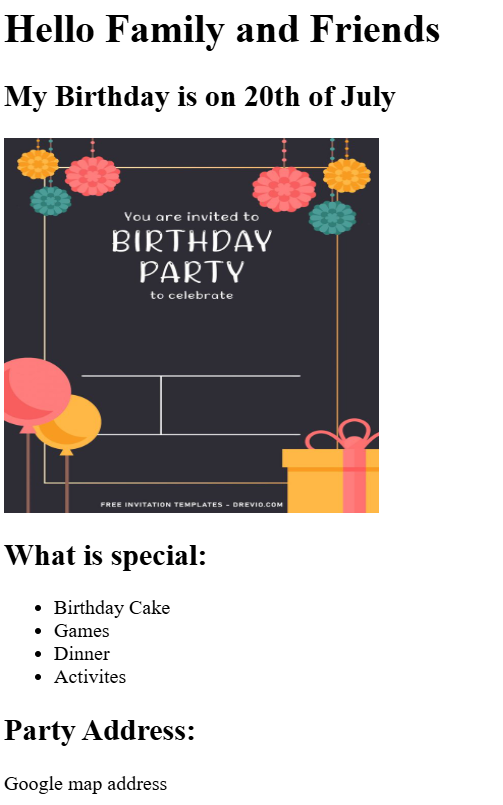 Hello Family and Friends
My Birthday is on 20th of July
You are invited to
BIRTHDAY
PARTY
to celebrate
FREE INVITATION TEMPLATES - DREVIO.COM
What is special:
Birthday Cake
Games
Dinner
Activites
Party Address:
Google map address